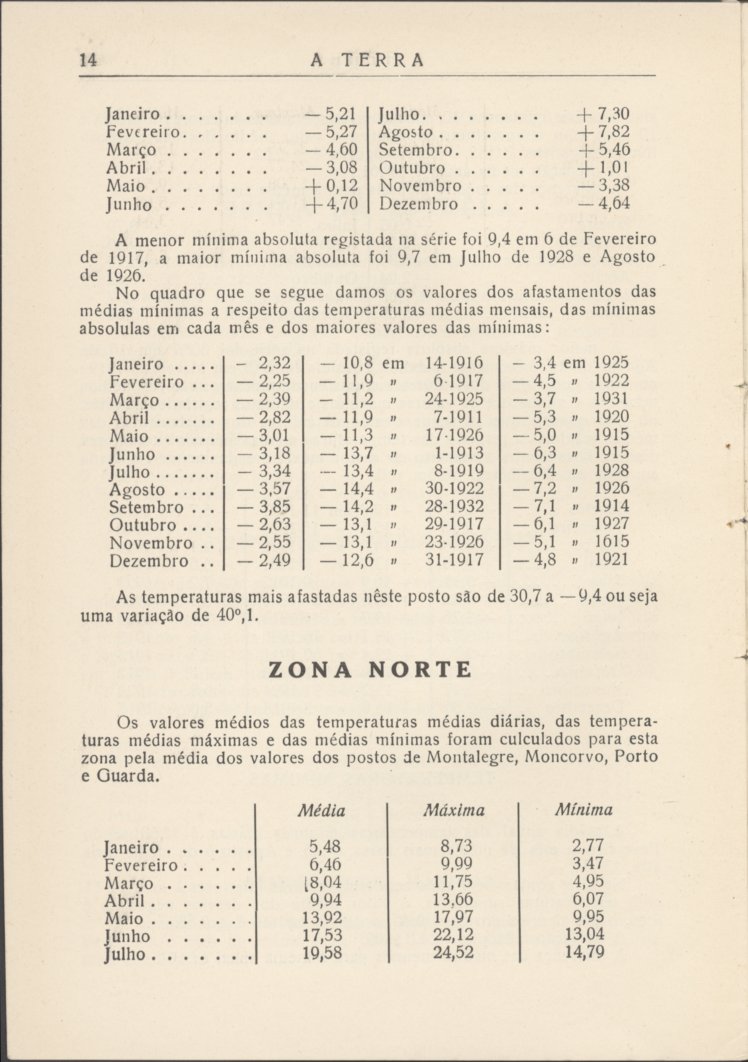 14 A TERRA
Janeiro . . . . . . . — 5,21 Julho. . . . . . . . + 7,30
Fevereiro. . . . . . — 5,27 Agosto . . . . . . . + 7,82
Março . . . . . . . — 4,60 Setembro. . . . . . + 5,46
Abril. . . . . . . . — 3,08 Outubro . . . . . . + 1,01
Maio . . . . . . . . + 0,12 Novembro . . . . . — 3,38
Junho . . . . . . . + 4,70 Dezembro . . . . . — 4,64
A menor mínima absoluta registada na série foi 9,4 em 6 de Fevereiro
de 1917, a maior mínima absoluta foi 9,7 em Julho de 1928 e Agosto
de 1926.
No quadro que se segue damos os valores dos afastamentos das
médias mínimas a respeito das temperaturas médias mensais, das mínimas
absolulas em cada mês e dos maiores valores das mínimas:
Janeiro ..... — 2,32 — 10,8 em 14-1916 — 3,4 em 1925
Fevereiro ... — 2,25 — 11,9 " 6-1917 — 4,5 " 1922
Março ...... — 2,39 — 11,2 " 24-1925 — 3,7 " 1931
Abril ....... — 2,82 — 11,9 " 7-1911 — 5,3 " 1920
Maio ....... — 3,01 — 11,3 " 17-1926 — 5,0 " 1915
Junho ...... — 3,18 — 13,7 " 1-1913 — 6,3 " 1915
Julho ....... — 3,34 — 13,4 " 8-1919 — 6,4 " 1928
Agosto ..... — 3,57 — 14,4 " 30-1922 — 7,2 " 1926
Setembro ... — 3,85 — 14,2 " 28-1932 — 7,1 " 1914
Outubro .... — 2,63 — 13,1 " 29-1917 — 6,1 " 1927
Novembro .. — 2,55 — 13,1 " 23-1926 — 5,1 " 1615
Dezembro .. — 2,49 — 12,6 " 31-1917 — 4,8 " 1921
As temperaturas mais afastadas nêste posto são de 30,7 a —9,4 ou seja
uma variação de 40º,1.
ZONA NORTE
Os valores médios das temperaturas médias diárias, das tempera-
turas médias máximas e das médias mínimas foram culculados para esta
zona pela média dos valores dos postos de Montalegre, Moncorvo, Porto
e Guarda.
Média Máxima Mínima
Janeiro . . . . . . 5,48 8,73 2,77
Fevereiro . . . . . 6,46 9,99 3,47
Março . . . . . . 8,04 11,75 4,95
Abril. . . . . . . 9,94 13,66 6,07
Maio . . . . . . . 13,92 17,97 9,95
Junho . . . . . . 17,53 22,12 13,04
Julho. . . . . . . 19,58 24,52 14,79